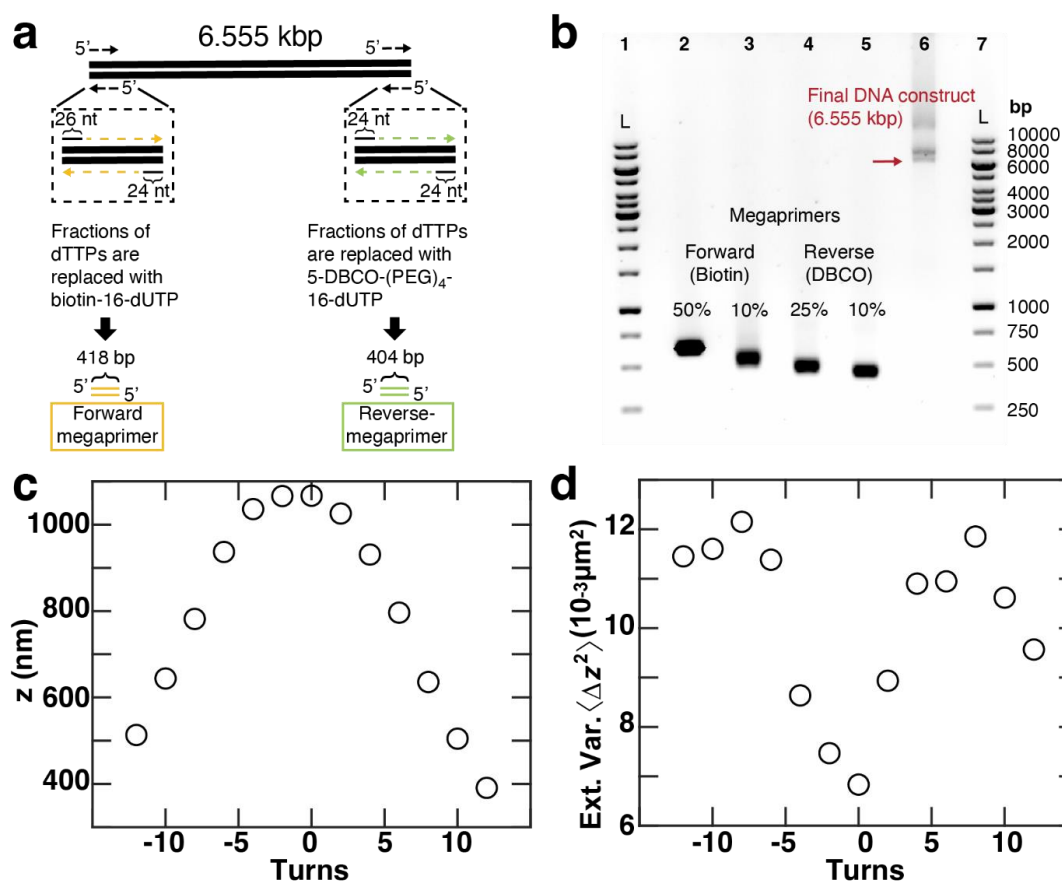 a
6.555 kbp
5’
5’
5’
5’
26 nt
24 nt
24 nt
24 nt
Fractions of
dTTPs are
replaced with
biotin-16-dUTP
Fractions of dTTPs
are replaced with
5-DBCO-(PEG)4-
16-dUTP
418 bp
5’
5’
Forward
megaprimer
404 bp
5’
5’
Reverse-
megaprimer
b
1 2 3 4 5 6 7
Final DNA construct
(6.555 kbp)
L
L
bp
10000
8000
6000
4000
3000
2000
1000
750
500
250
Megaprimers
Forward
(Biotin)
Reverse
(DBCO)
50% 10% 25% 10%
c
z (nm)
1000
800
600
400
-10 -5 0 5 10
Turns
d
Ext. Var. ⟨Δz²⟩(10⁻³μm²)
12
10
8
6
-10 -5 0 5 10
Turns